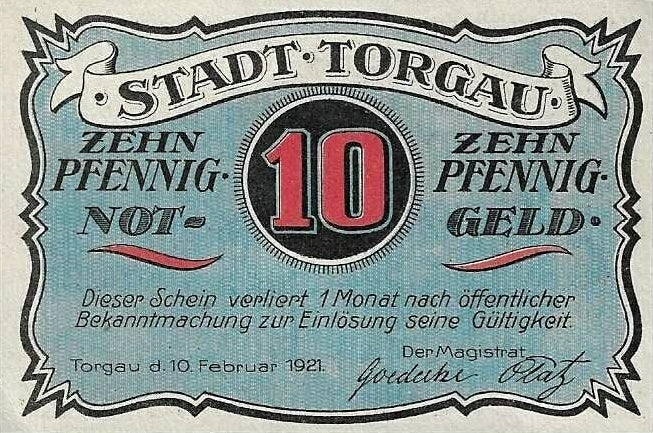 · STADT · TORGAU ·
ZEHN
PFENNIG ·
NOT-
10
ZEHN
PFENNIG ·
GELD ·
Dieser Schein verliert 1 Monat nach öffentlicher
Bekanntmachung zur Einlösung seine Gültigkeit.
Torgau d. 10. Februar 1921.
Der Magistrat